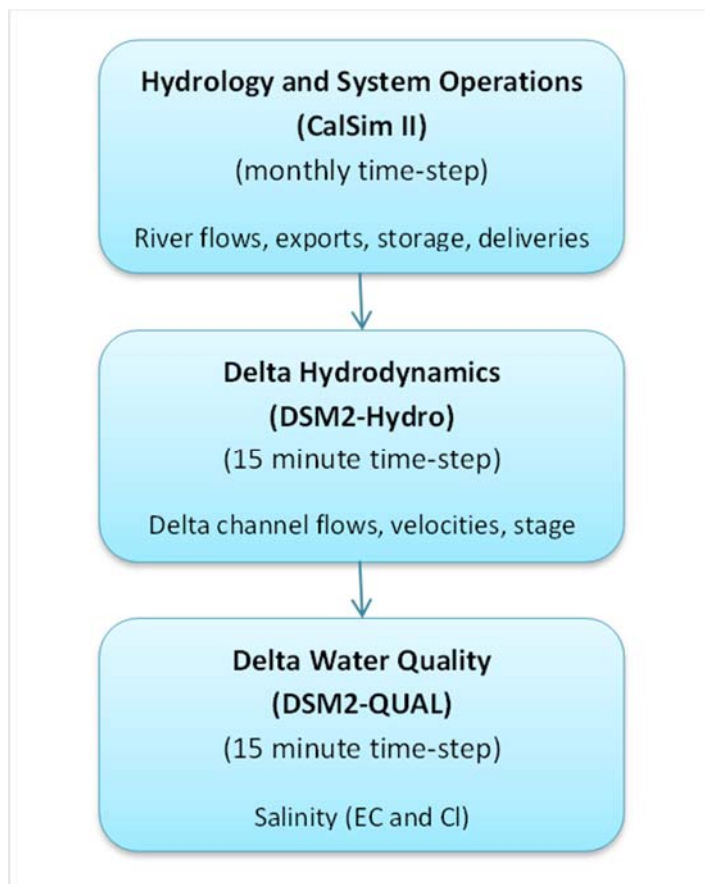 Hydrology and System Operations
(CalSim II)
(monthly time-step)
River flows, exports, storage, deliveries
Delta Hydrodynamics
(DSM2-Hydro)
(15 minute time-step)
Delta channel flows, velocities, stage
Delta Water Quality
(DSM2-QUAL)
(15 minute time-step)
Salinity (EC and Cl)